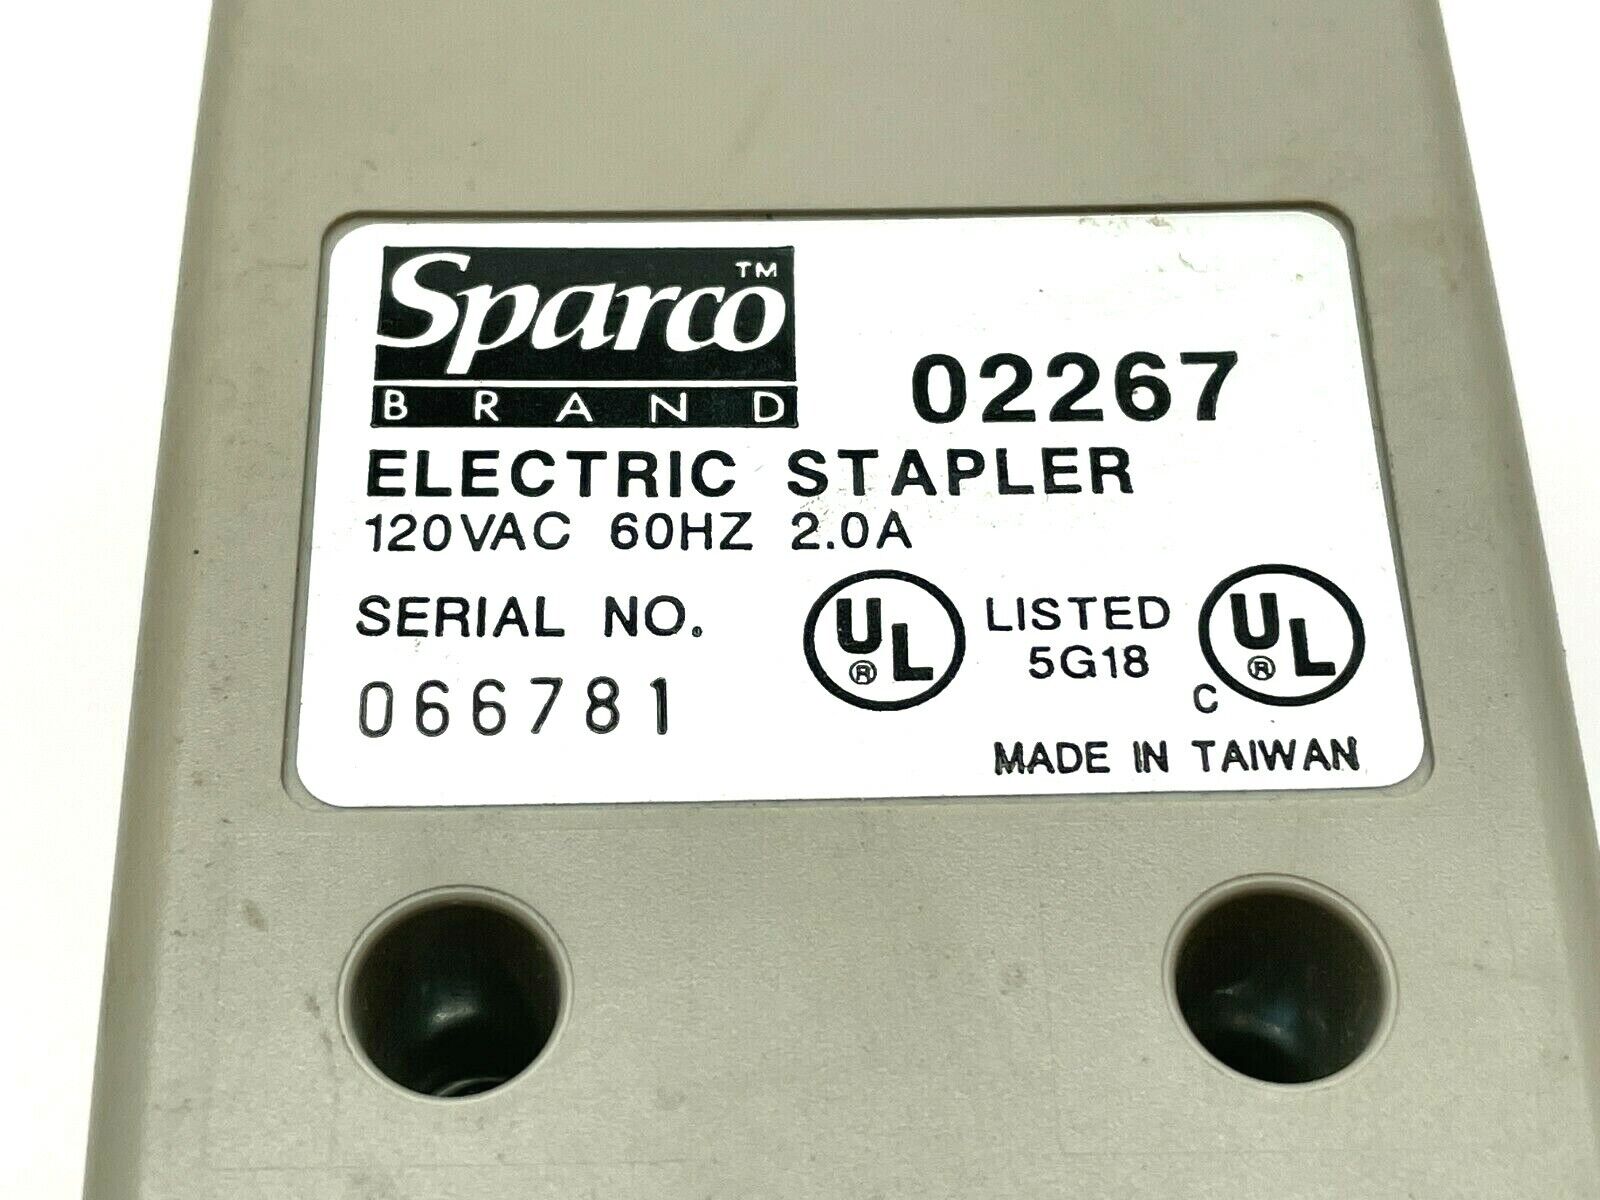 Sparco™
BRAND
02267
ELECTRIC STAPLER
120VAC 60HZ 2.0A
SERIAL NO.
066781
UL® LISTED C UL®
5G18
MADE IN TAIWAN